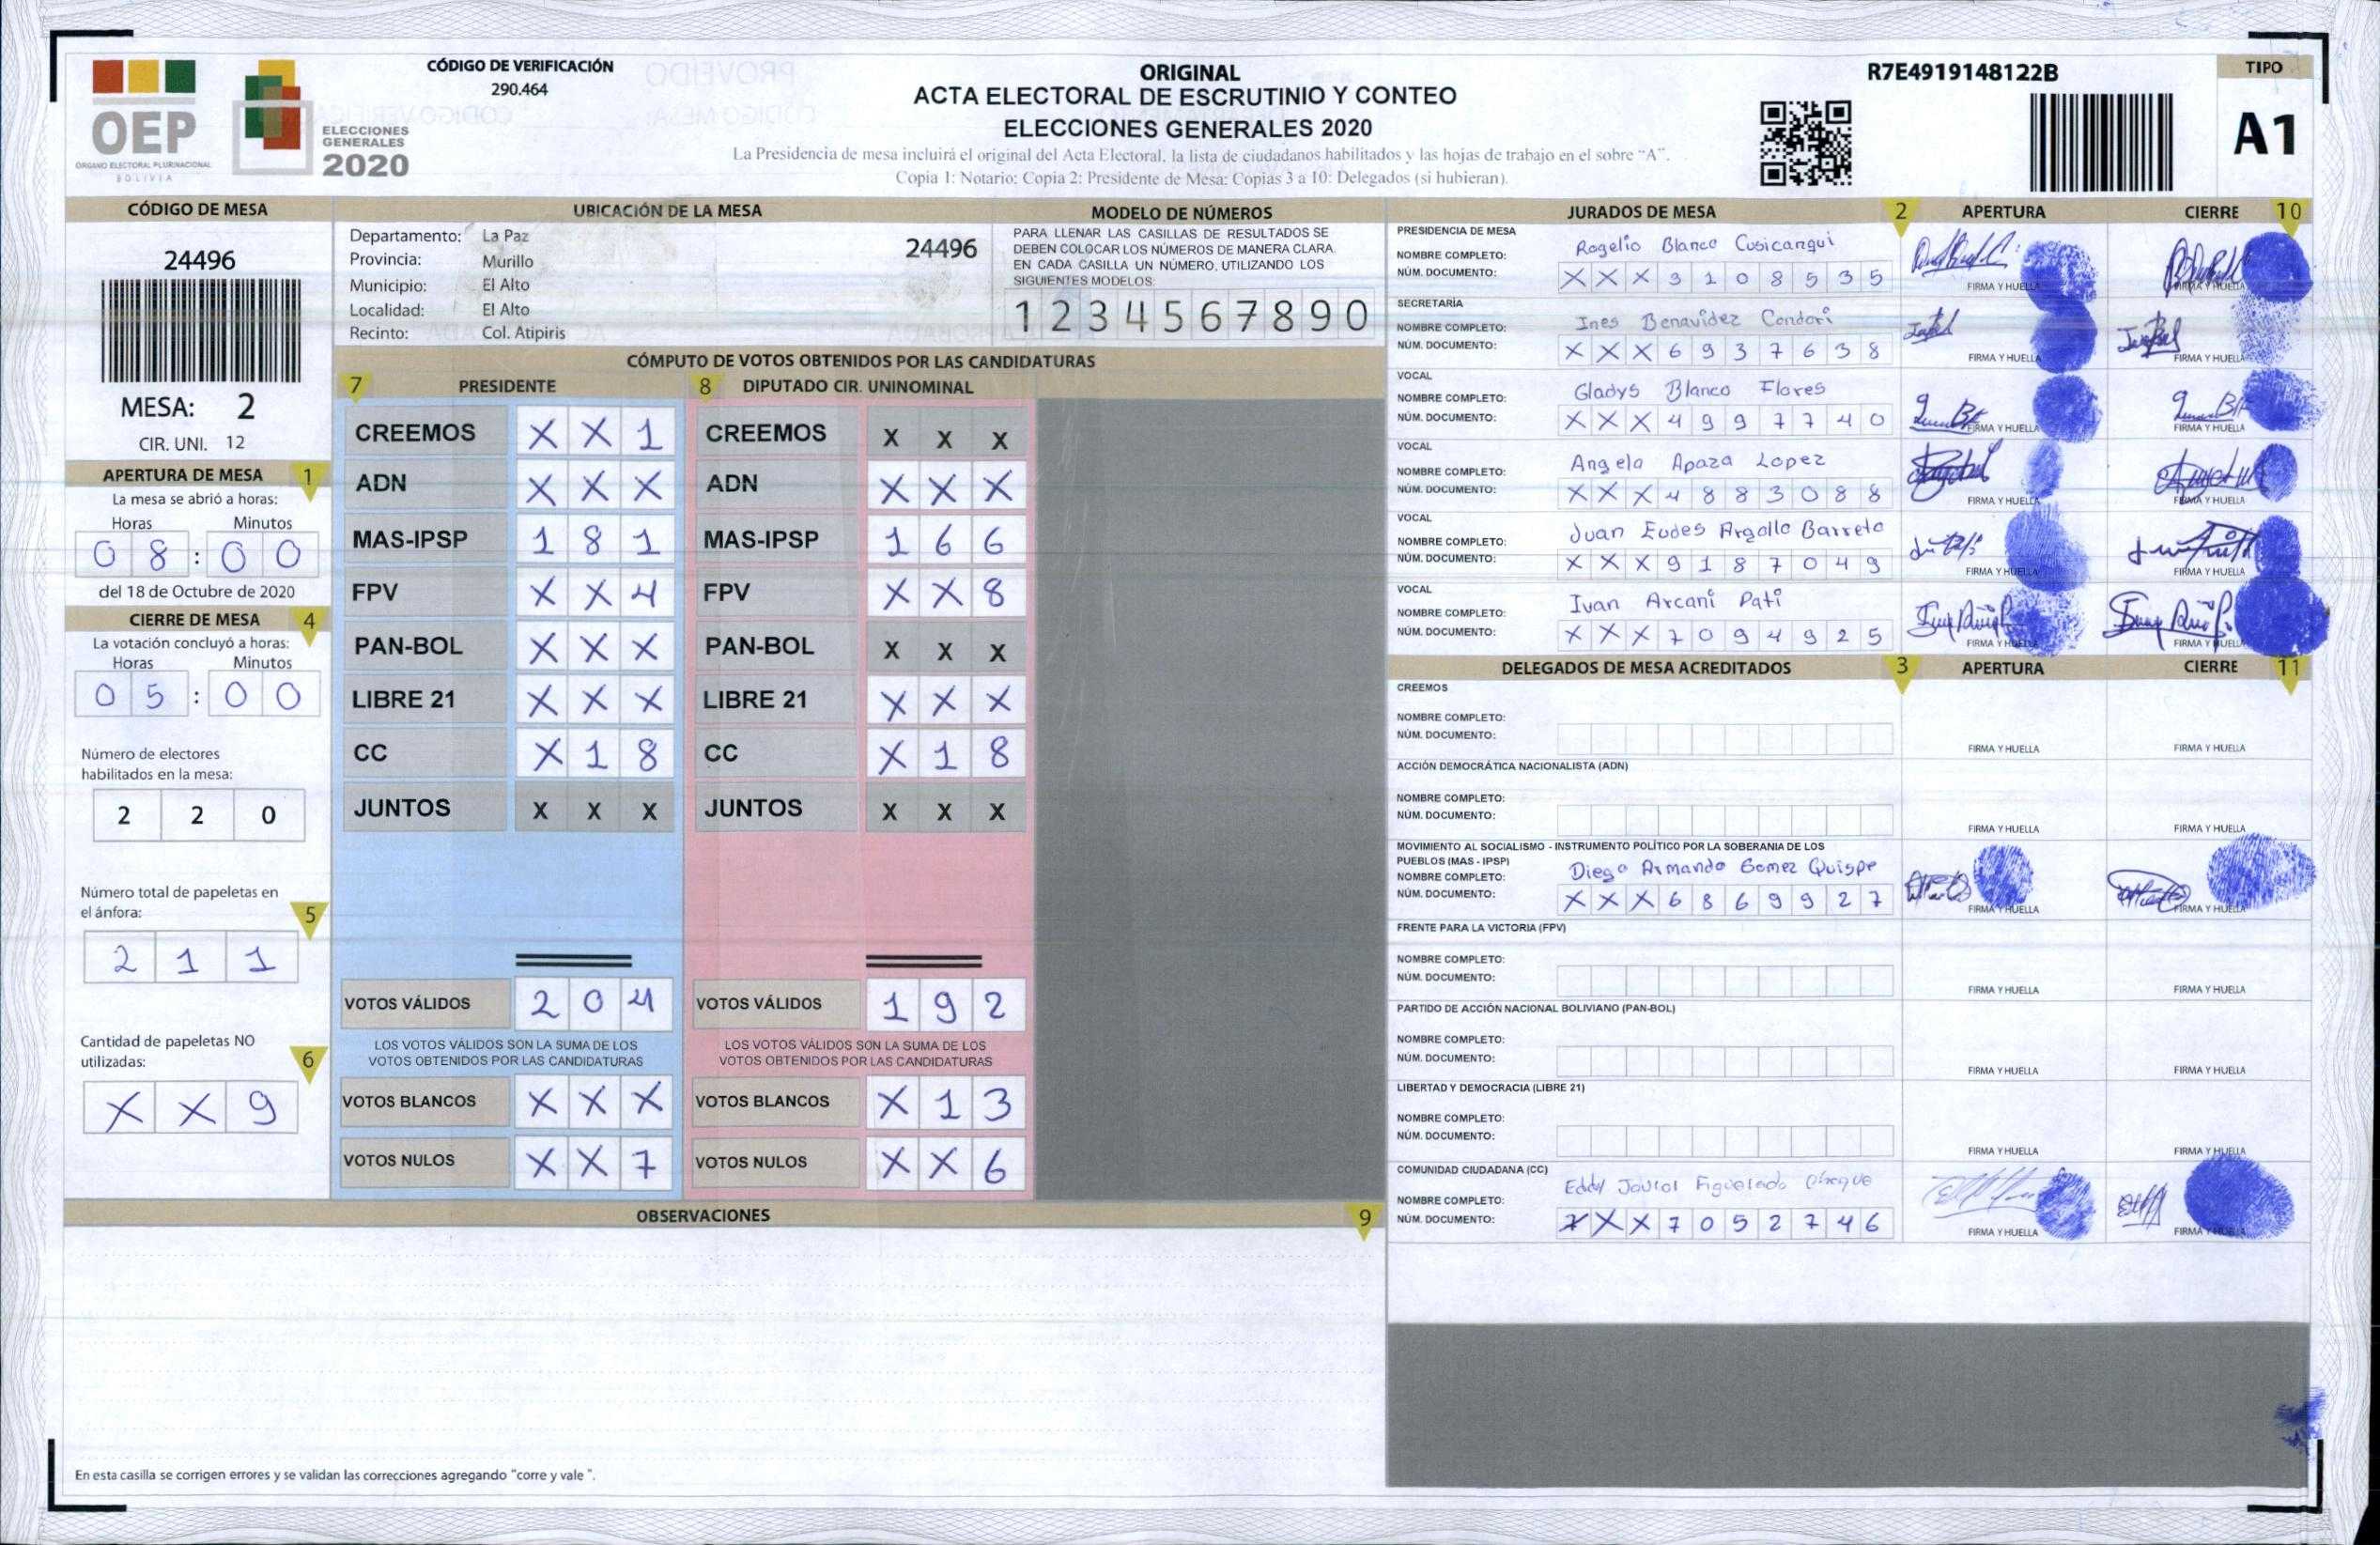 OEP
ÓRGANO ELECTORAL PLURINACIONAL
BOLIVIA
ELECCIONES
GENERALES
2020
CÓDIGO DE VERIFICACIÓN
290.464
ORIGINAL
ACTA ELECTORAL DE ESCRUTINIO Y CONTEO
ELECCIONES GENERALES 2020
La Presidencia de mesa incluirá el original del Acta Electoral, la lista de ciudadanos habilitados y las hojas de trabajo en el sobre "A".
Copia 1: Notario; Copia 2: Presidente de Mesa; Copias 3 a 10: Delegados (si hubieran).
R7E4919148122B
TIPO
A1
CÓDIGO DE MESA
24496
MESA: 2
CIR. UNI. 12
APERTURA DE MESA 1
La mesa se abrió a horas:
Horas Minutos
0 8 : 0 0
del 18 de Octubre de 2020
CIERRE DE MESA 4
La votación concluyó a horas:
Horas Minutos
0 5 : 0 0
Número de electores
habilitados en la mesa:
2 2 0
Número total de papeletas en
el ánfora: 5
2 1 1
Cantidad de papeletas NO
utilizadas: 6
X X 9
UBICACIÓN DE LA MESA
Departamento: La Paz
24496
Provincia: Murillo
Municipio: El Alto
Localidad: El Alto
Recinto: Col. Atipiris
MODELO DE NÚMEROS
PARA LLENAR LAS CASILLAS DE RESULTADOS SE
DEBEN COLOCAR LOS NÚMEROS DE MANERA CLARA.
EN CADA CASILLA UN NÚMERO, UTILIZANDO LOS
SIGUIENTES MODELOS:
1 2 3 4 5 6 7 8 9 0
CÓMPUTO DE VOTOS OBTENIDOS POR LAS CANDIDATURAS
7 PRESIDENTE 8 DIPUTADO CIR. UNINOMINAL
CREEMOS X X 1 CREEMOS X X X
ADN X X X ADN X X X
MAS-IPSP 1 8 1 MAS-IPSP 1 6 6
FPV X X 4 FPV X X 8
PAN-BOL X X X PAN-BOL X X X
LIBRE 21 X X X LIBRE 21 X X X
CC X 1 8 CC X 1 8
JUNTOS X X X JUNTOS X X X
VOTOS VÁLIDOS 2 0 4 VOTOS VÁLIDOS 1 9 2
LOS VOTOS VÁLIDOS SON LA SUMA DE LOS LOS VOTOS VÁLIDOS SON LA SUMA DE LOS
VOTOS OBTENIDOS POR LAS CANDIDATURAS VOTOS OBTENIDOS POR LAS CANDIDATURAS
VOTOS BLANCOS X X X VOTOS BLANCOS X 1 3
VOTOS NULOS X X 7 VOTOS NULOS X X 6
OBSERVACIONES 9
En esta casilla se corrigen errores y se validan las correcciones agregando "corre y vale ".
JURADOS DE MESA 2 APERTURA CIERRE 10
PRESIDENCIA DE MESA
NOMBRE COMPLETO: Rogelio Blanco Cusicanqui
NÚM. DOCUMENTO: X X X 3 1 0 8 5 3 5
FIRMA Y HUELLA FIRMA Y HUELLA
SECRETARÍA
NOMBRE COMPLETO: Ines Benavidez Condori
NÚM. DOCUMENTO: X X X 6 9 3 7 6 3 8
FIRMA Y HUELLA FIRMA Y HUELLA
VOCAL
NOMBRE COMPLETO: Gladys Blanco Flores
NÚM. DOCUMENTO: X X X 4 9 9 7 7 4 0
FIRMA Y HUELLA FIRMA Y HUELLA
VOCAL
NOMBRE COMPLETO: Angela Apaza Lopez
NÚM. DOCUMENTO: X X X 4 8 8 3 0 8 8
FIRMA Y HUELLA FIRMA Y HUELLA
VOCAL
NOMBRE COMPLETO: Juan Eudes Argollo Barreto
NÚM. DOCUMENTO: X X X 9 1 8 7 0 4 9
FIRMA Y HUELLA FIRMA Y HUELLA
VOCAL
NOMBRE COMPLETO: Ivan Arcani Pati
NÚM. DOCUMENTO: X X X 7 0 9 4 9 2 5
FIRMA Y HUELLA FIRMA Y HUELLA
DELEGADOS DE MESA ACREDITADOS 3 APERTURA CIERRE 11
CREEMOS
NOMBRE COMPLETO:
NÚM. DOCUMENTO:
FIRMA Y HUELLA FIRMA Y HUELLA
ACCIÓN DEMOCRÁTICA NACIONALISTA (ADN)
NOMBRE COMPLETO:
NÚM. DOCUMENTO:
FIRMA Y HUELLA FIRMA Y HUELLA
MOVIMIENTO AL SOCIALISMO - INSTRUMENTO POLÍTICO POR LA SOBERANIA DE LOS
PUEBLOS (MAS - IPSP)
NOMBRE COMPLETO: Diego Armando Gomez Quispe
NÚM. DOCUMENTO: X X X 6 8 6 9 9 2 7
FIRMA Y HUELLA FIRMA Y HUELLA
FRENTE PARA LA VICTORIA (FPV)
NOMBRE COMPLETO:
NÚM. DOCUMENTO:
FIRMA Y HUELLA FIRMA Y HUELLA
PARTIDO DE ACCIÓN NACIONAL BOLIVIANO (PAN-BOL)
NOMBRE COMPLETO:
NÚM. DOCUMENTO:
FIRMA Y HUELLA FIRMA Y HUELLA
LIBERTAD Y DEMOCRACIA (LIBRE 21)
NOMBRE COMPLETO:
NÚM. DOCUMENTO:
FIRMA Y HUELLA FIRMA Y HUELLA
COMUNIDAD CIUDADANA (CC)
NOMBRE COMPLETO: Eddy
NÚM. DOCUMENTO: X X X 7 0 5 2 7 4 6
FIRMA Y HUELLA FIRMA Y HUELLA